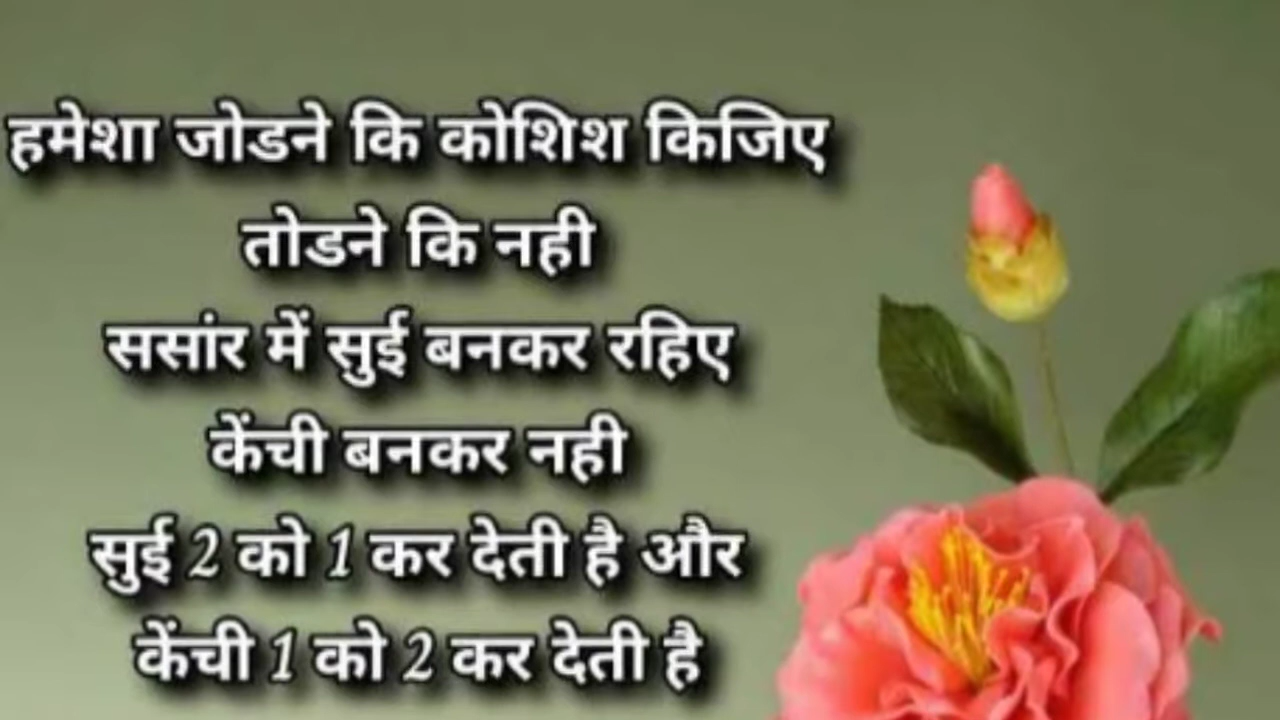 हमेशा जोडने कि कोशिश किजिए
तोडने कि नही
ससांर में सुई बनकर रहिए
केंची बनकर नही
सुई 2 को 1 कर देती है और
केंची 1 को 2 कर देती है